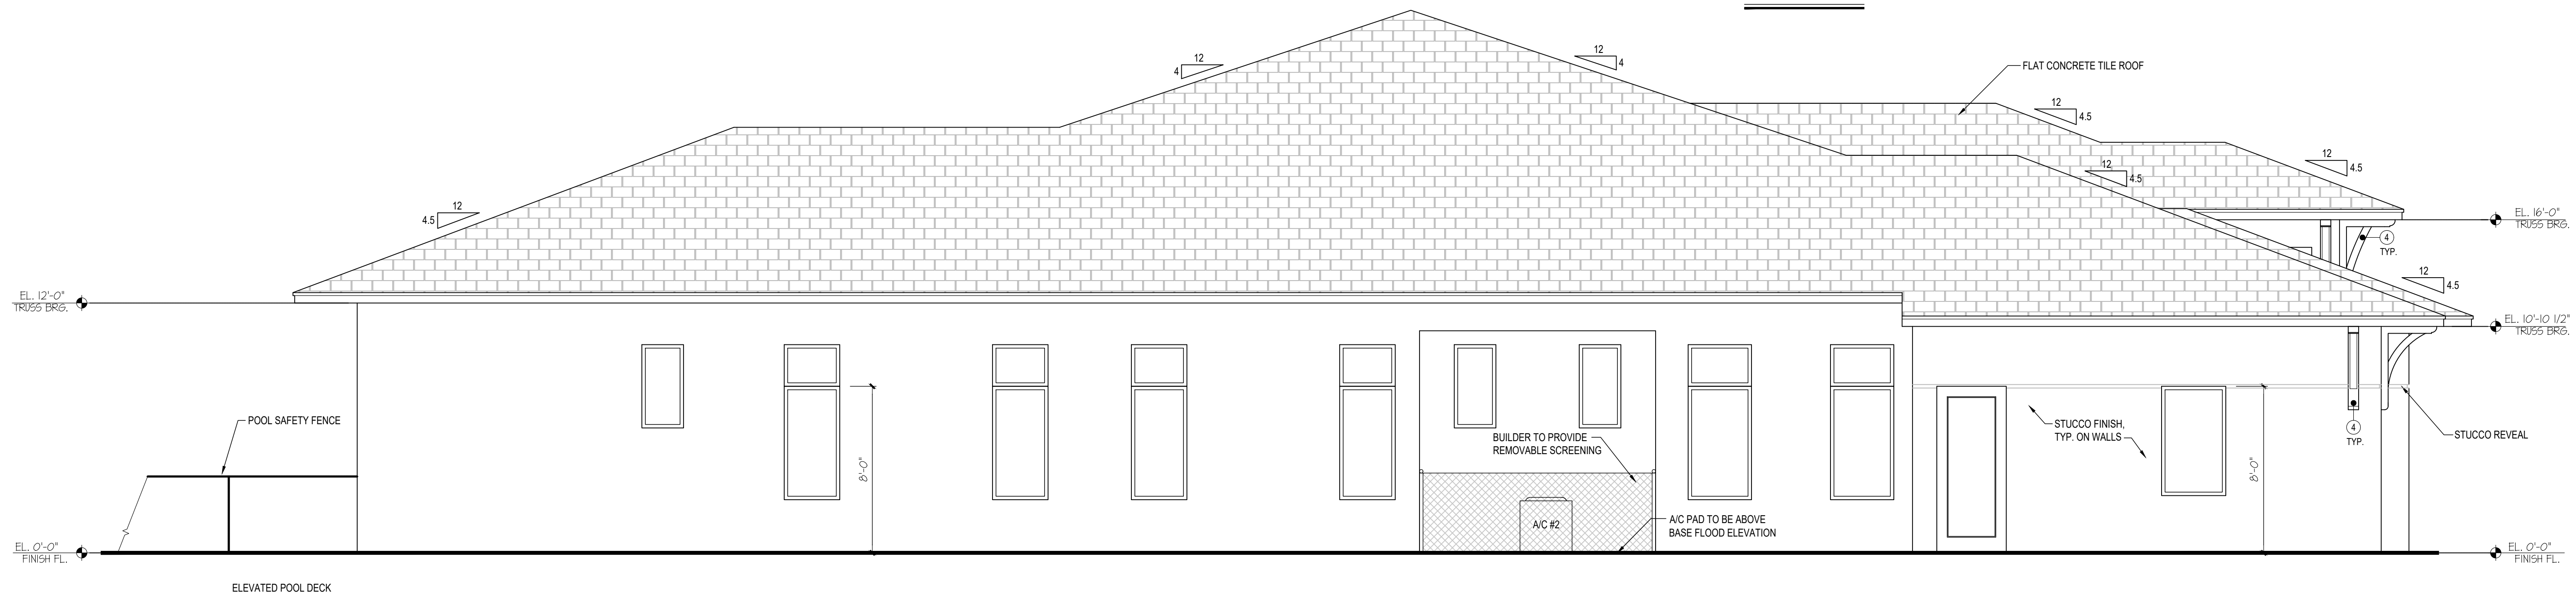 12
4
12
4
FLAT CONCRETE TILE ROOF
12
4.5
12
4.5
12
4.5
12
4.5
EL. 16'-0"
TRUSS BRG.
4
TYP.
12
4.5
EL. 12'-0"
TRUSS BRG.
EL. 10'-10 1/2"
TRUSS BRG.
POOL SAFETY FENCE
8'-0"
BUILDER TO PROVIDE
REMOVABLE SCREENING
STUCCO FINISH,
TYP. ON WALLS
4
TYP.
STUCCO REVEAL
8'-0"
A/C #2
A/C PAD TO BE ABOVE
BASE FLOOD ELEVATION
EL. 0'-0"
FINISH FL.
EL. 0'-0"
FINISH FL.
ELEVATED POOL DECK